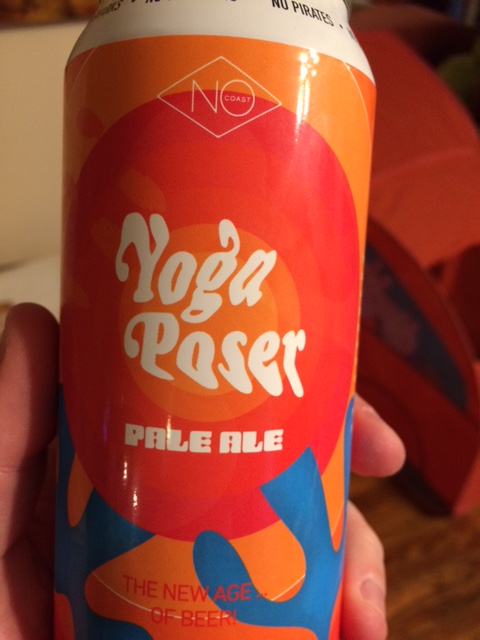 NO PIRATES •
NO
COAST
Yoga
Poser
PALE ALE
THE NEW AGE
OF BEER!